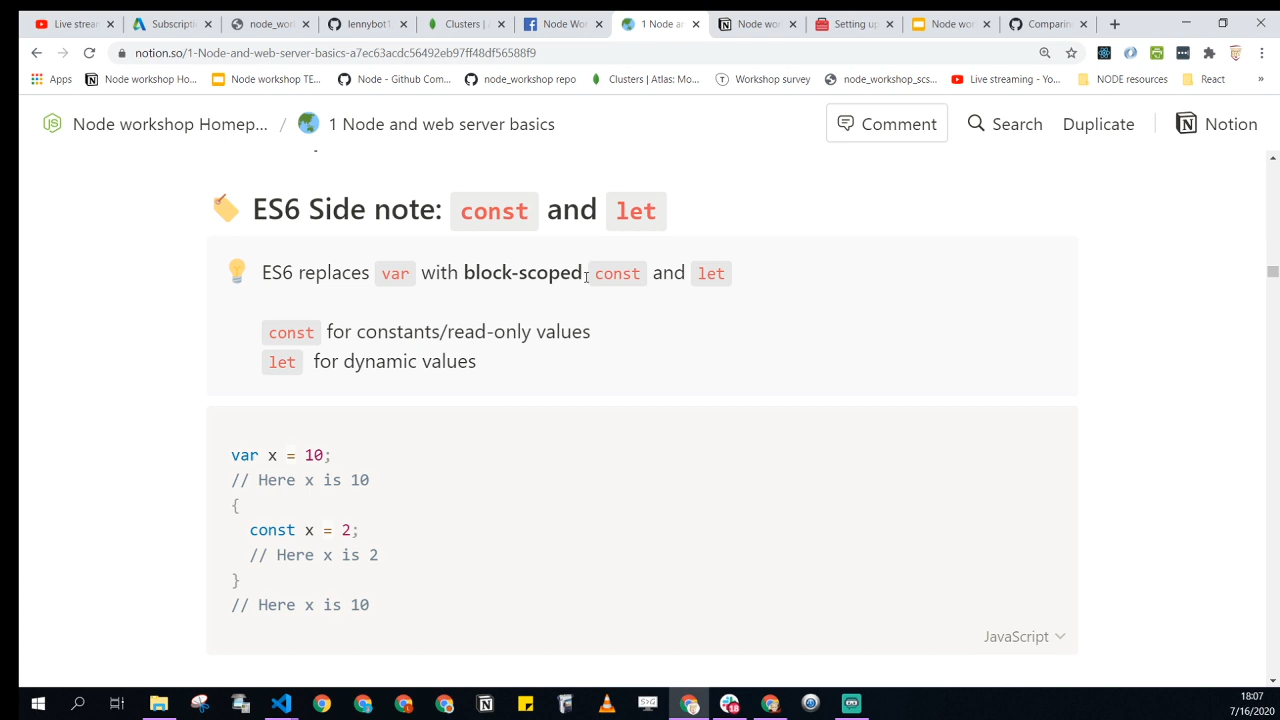 Live strean
Subscripti
node_worl
lennybot1
Clusters |
Node Wor
1 Node an
Node wor
Setting up
Node wor
Comparin
notion.so/1-Node-and-web-server-basics-a7ec63acdc56492eb97ff48df56588f9
Apps
Node workshop Ho...
Node workshop TE...
Node - Github Com...
node_workshop repo
Clusters | Atlas: Mo...
Workshop survey
node_workshop_scs...
Live streaming - Yo...
NODE resources
React
»
Node workshop Homep... / 1 Node and web server basics
Comment
Search
Duplicate
Notion
ES6 Side note: const and let
ES6 replaces var with block-scoped const and let
const for constants/read-only values
let for dynamic values
var x = 10;
// Here x is 10
{
const x = 2;
// Here x is 2
}
// Here x is 10
JavaScript
18:07
7/16/2020